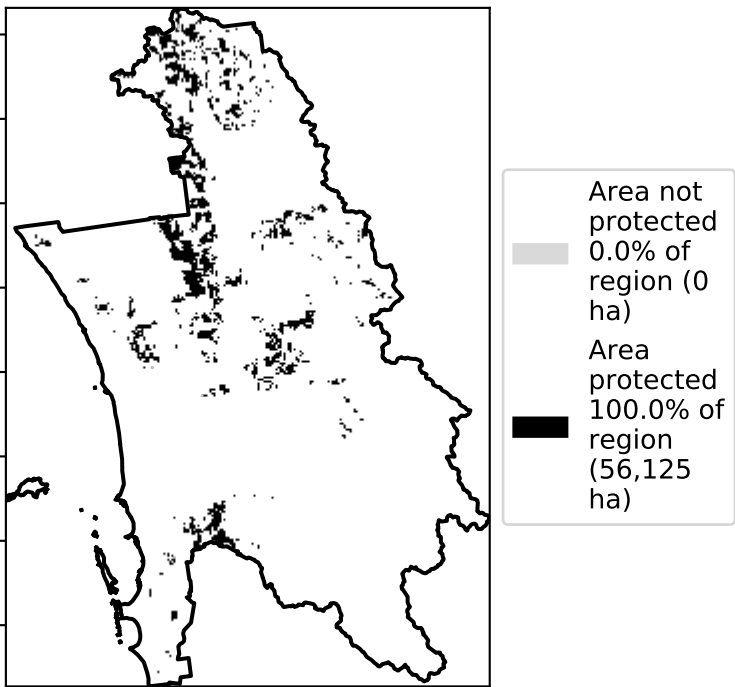 Area not
protected
0.0% of
region (0
ha)
Area
protected
100.0% of
region
(56,125
ha)